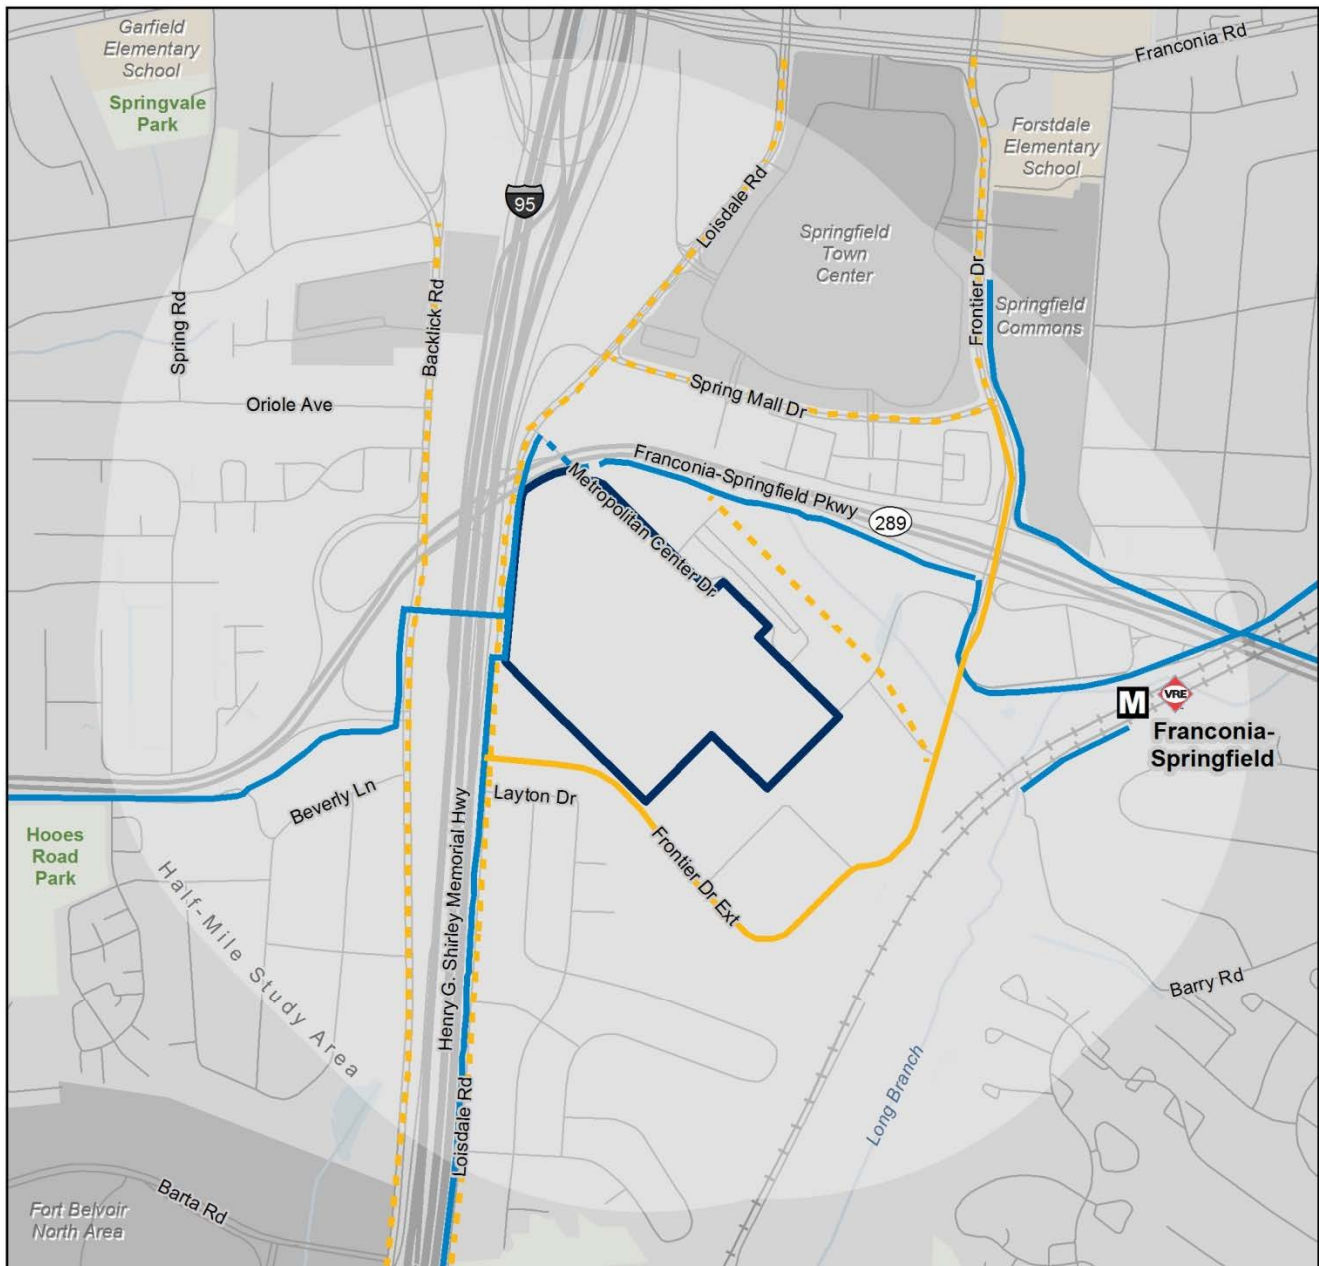 Garfield
Elementary
School
Springvale
Park
Franconia Rd
Forstdale
Elementary
School
95
Loisdale Rd
Springfield
Town
Center
Frontier Dr
Springfield
Commons
Spring Rd
Backlick Rd
Oriole Ave
Spring Mall Dr
Franconia-Springfield Pkwy
289
Metropolitan Center Dr
M
VRE
Franconia-
Springfield
Beverly Ln
Layton Dr
Hooes
Road
Park
Half-Mile Study Area
Henry G. Shirley Memorial Hwy
Frontier Dr Ext
Barry Rd
Long Branch
Loisdale Rd
Barta Rd
Fort Belvoir
North Area